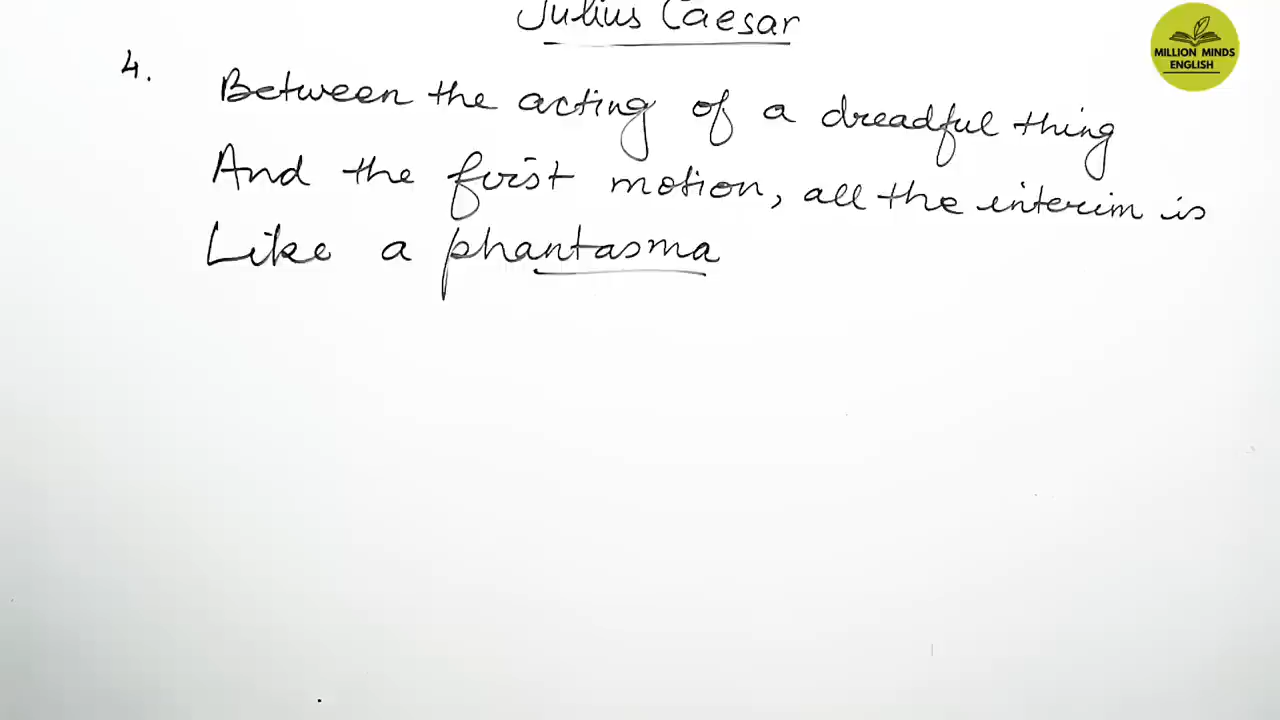 Julius Caesar
MILLION MINDS
ENGLISH
4.
Between the acting of a dreadful thing
And the first motion, all the interim is
Like a phantasma